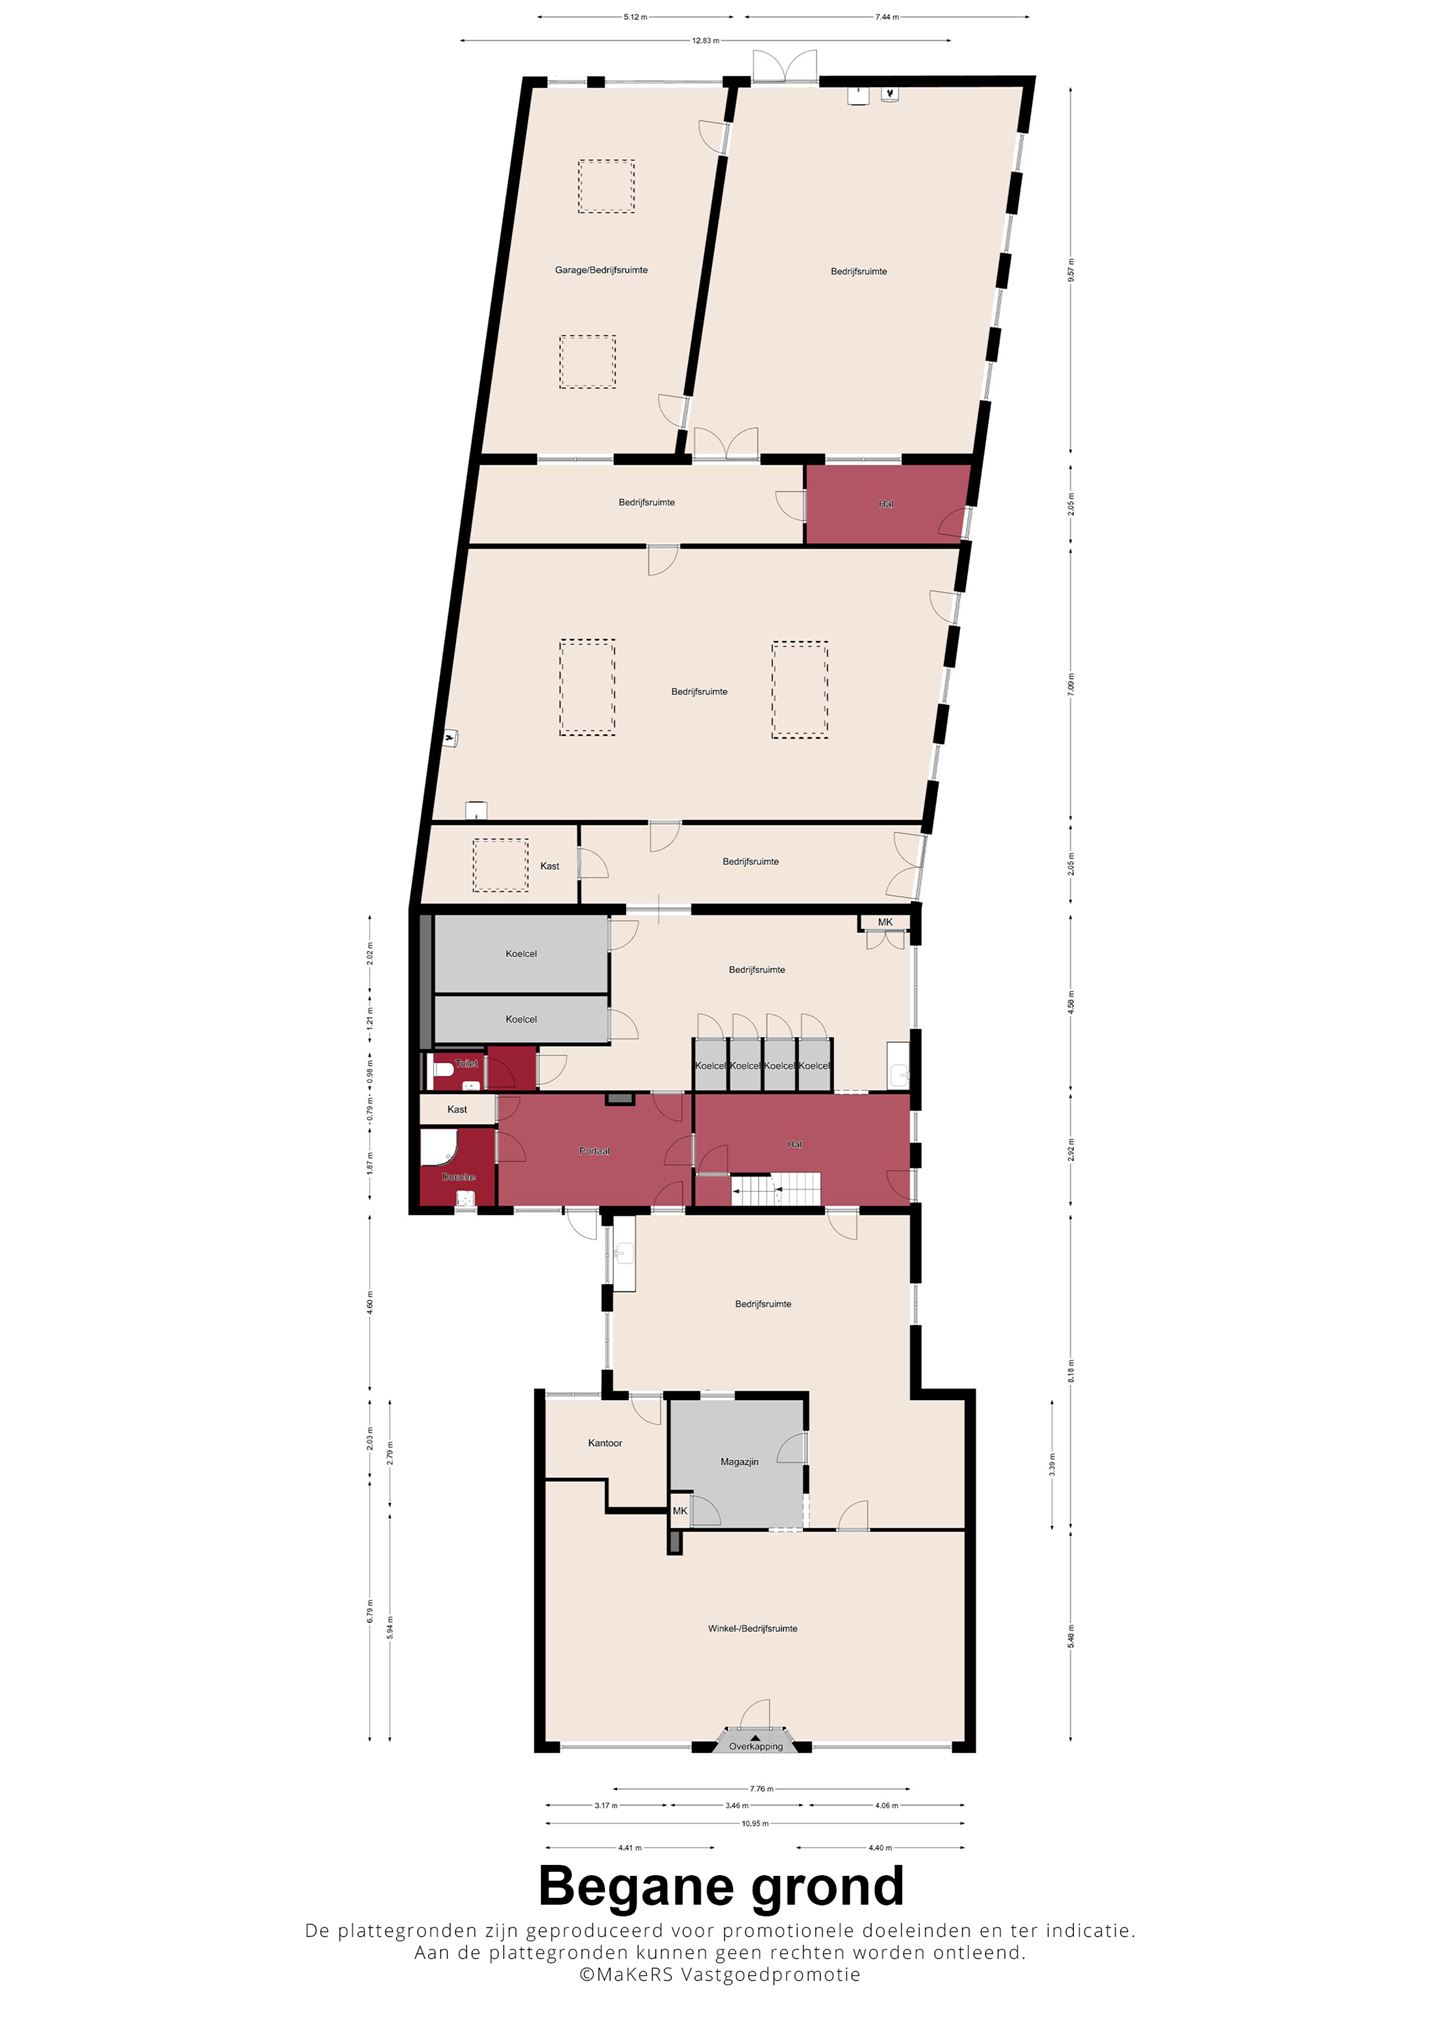 5.12 m
7.44 m
12.83 m
Garage/Bedrijfsruimte
Bedrijfsruimte
9.57 m
Bedrijfsruimte
Hal
2.05 m
Bedrijfsruimte
7.09 m
Kast
Bedrijfsruimte
2.05 m
MK
Koelcel
Bedrijfsruimte
2.02 m
4.58 m
Koelcel
1.21 m
Toilet
Koelcel
Koelcel
Koelcel
Koelcel
0.98 m
Kast
0.79 m
Portaal
Hal
2.92 m
Douche
1.87 m
Bedrijfsruimte
4.60 m
8.18 m
Kantoor
Magazjin
2.03 m
2.79 m
3.39 m
MK
Winkel-/Bedrijfsruimte
6.79 m
5.94 m
5.48 m
Overkapping
7.76 m
3.17 m
3.46 m
4.06 m
10.95 m
4.41 m
4.40 m
Begane grond
De plattegronden zijn geproduceerd voor promotionele doeleinden en ter indicatie.
Aan de plattegronden kunnen geen rechten worden ontleend.
©MaKeRS Vastgoedpromotie